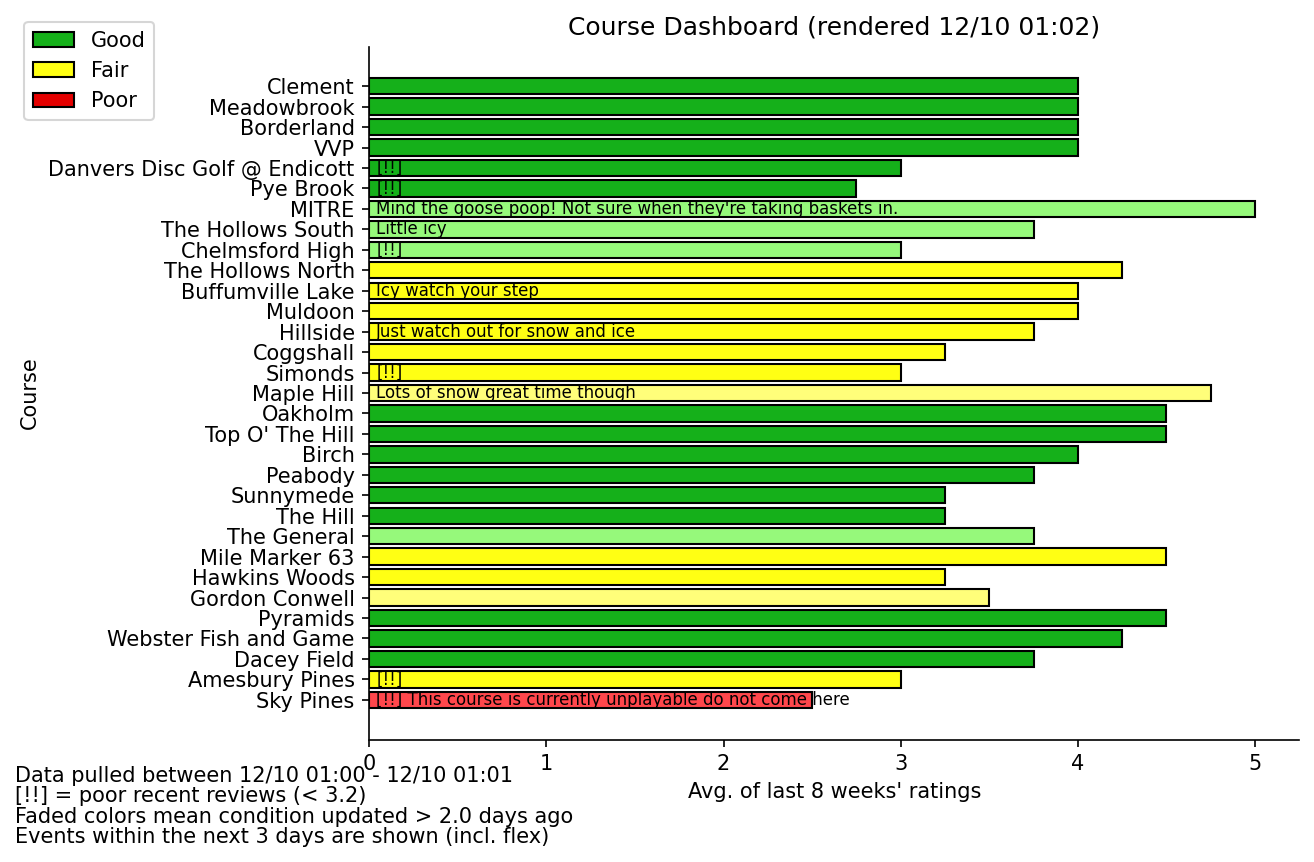 Course Dashboard (rendered 12/10 01:02)
Good
Fair
Poor
Clement
Meadowbrook
Borderland
VVP
Danvers Disc Golf @ Endicott [!!]
Pye Brook [!!]
MITRE Mind the goose poop! Not sure when they're taking baskets in.
The Hollows South Little icy
Chelmsford High [!!]
The Hollows North
Buffumville Lake Icy watch your step
Muldoon
Hillside Just watch out for snow and ice
Coggshall
Simonds [!!]
Maple Hill Lots of snow great time though
Oakholm
Top O' The Hill
Birch
Peabody
Sunnymede
The Hill
The General
Mile Marker 63
Hawkins Woods
Gordon Conwell
Pyramids
Webster Fish and Game
Dacey Field
Amesbury Pines [!!]
Sky Pines [!!] This course is currently unplayable do not come here
Course
0 1 2 3 4 5
Avg. of last 8 weeks' ratings
Data pulled between 12/10 01:00 - 12/10 01:01
[!!] = poor recent reviews (< 3.2)
Faded colors mean condition updated > 2.0 days ago
Events within the next 3 days are shown (incl. flex)